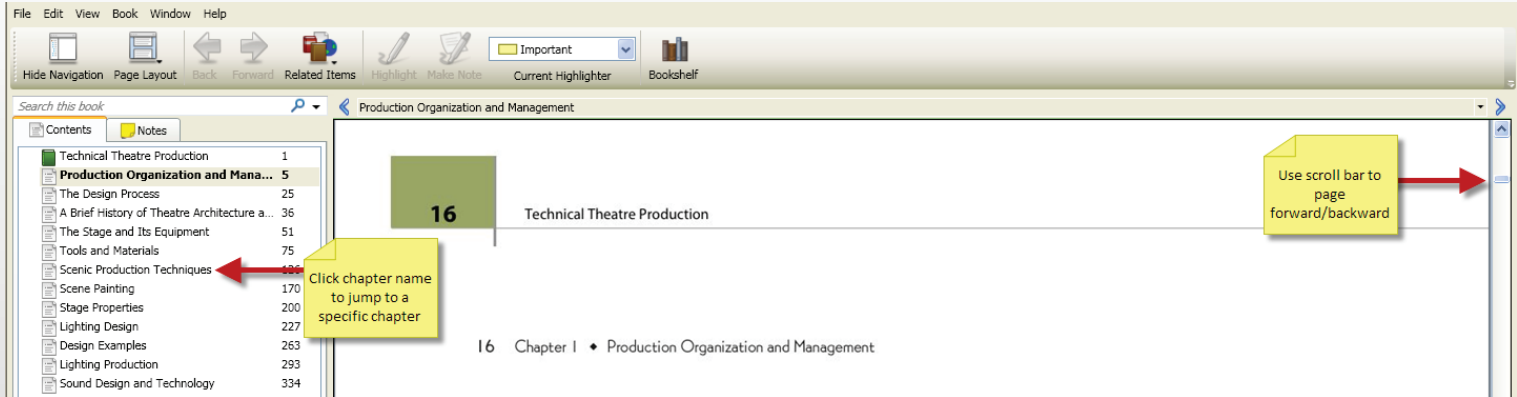 File Edit View Book Window Help
Important
Hide Navigation Page Layout Back Forward Related Items Highlight Make Note Current Highlighter Bookshelf
Search this book
Production Organization and Management
Contents Notes
Technical Theatre Production 1
Production Organization and Mana... 5
The Design Process 25
A Brief History of Theatre Architecture a... 36
The Stage and Its Equipment 51
Tools and Materials 75
Scenic Production Techniques 126
Scene Painting 170
Stage Properties 200
Lighting Design 227
Design Examples 263
Lighting Production 293
Sound Design and Technology 334
Click chapter name
to jump to a
specific chapter
16 Technical Theatre Production
16 Chapter 1 ◆ Production Organization and Management
Use scroll bar to
page
forward/backward